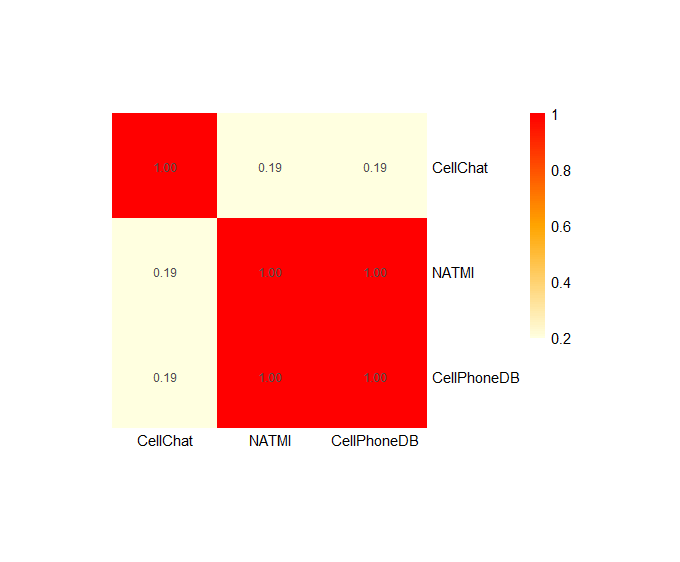 1
1.00 0.19 0.19 CellChat
0.8
0.6
0.19 1.00 1.00 NATMI
0.4
0.2
0.19 1.00 1.00 CellPhoneDB
CellChat NATMI CellPhoneDB